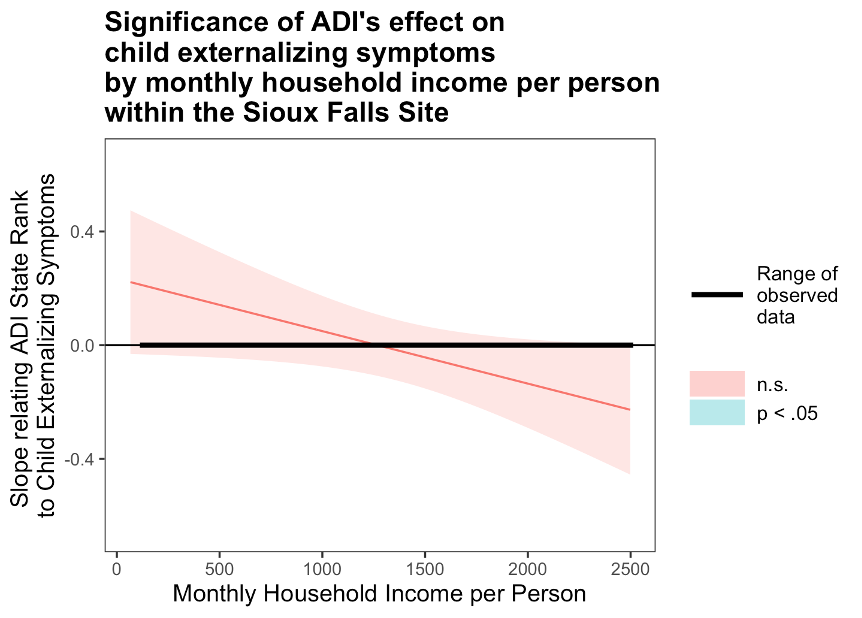 Significance of ADI's effect on
child externalizing symptoms
by monthly household income per person
within the Sioux Falls Site
Slope relating ADI State Rank
to Child Externalizing Symptoms
0.4
0.0
-0.4
0
500
1000
1500
2000
2500
Monthly Household Income per Person
Range of
observed
data
n.s.
p < .05